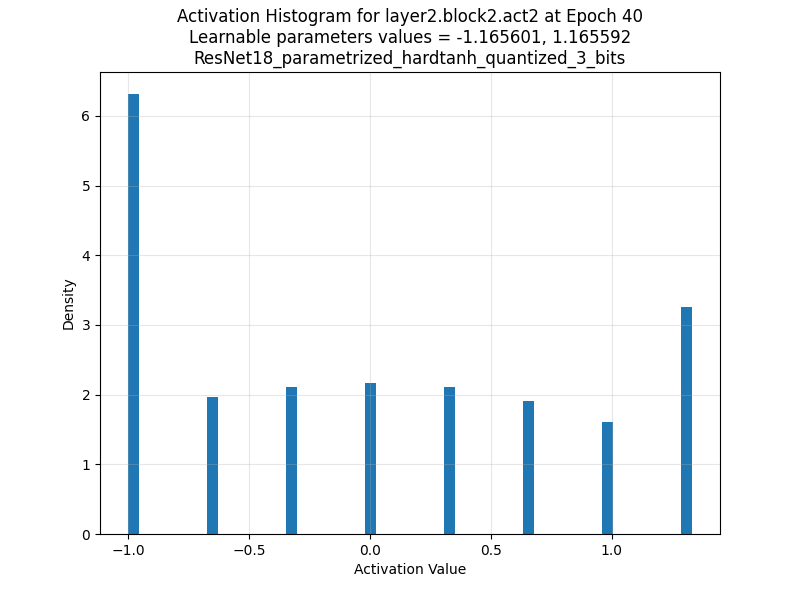 Activation Histogram for layer2.block2.act2 at Epoch 40
Learnable parameters values = -1.165601, 1.165592
ResNet18_parametrized_hardtanh_quantized_3_bits
6
5
4
3
2
1
0
Density
−1.0
−0.5
0.0
0.5
1.0
Activation Value